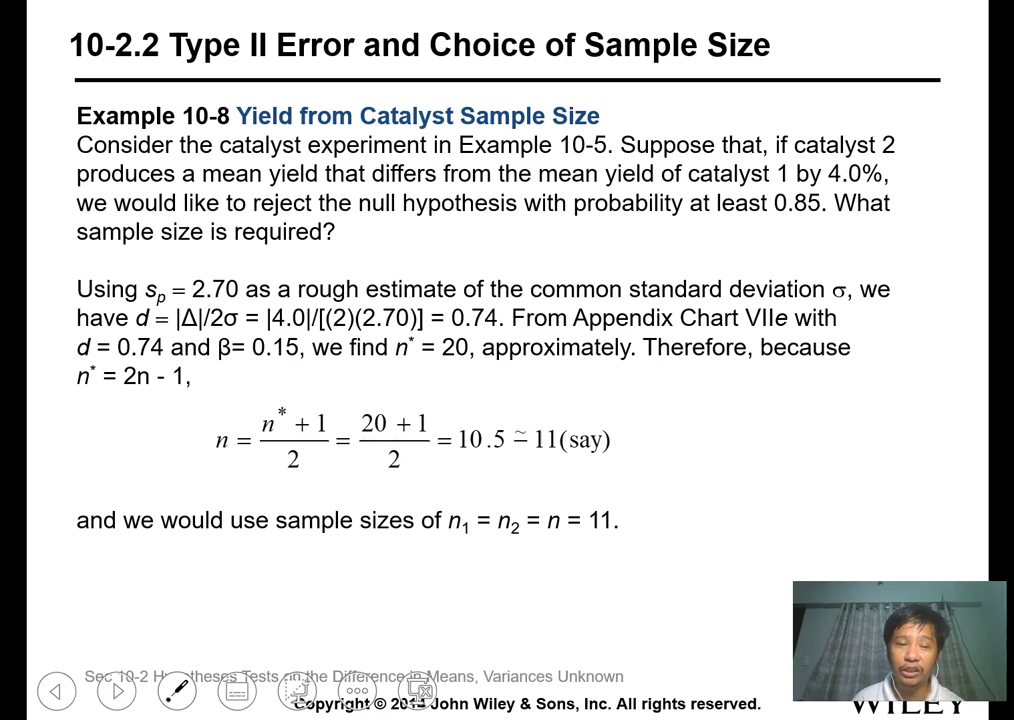 10-2.2 Type II Error and Choice of Sample Size
Example 10-8 Yield from Catalyst Sample Size
Consider the catalyst experiment in Example 10-5. Suppose that, if catalyst 2
produces a mean yield that differs from the mean yield of catalyst 1 by 4.0%,
we would like to reject the null hypothesis with probability at least 0.85. What
sample size is required?
Using sₚ = 2.70 as a rough estimate of the common standard deviation σ, we
have d = |Δ|/2σ = |4.0|/[(2)(2.70)] = 0.74. From Appendix Chart VIIe with
d = 0.74 and β= 0.15, we find n* = 20, approximately. Therefore, because
n* = 2n - 1,
n = (n* + 1)/2 = (20 + 1)/2 = 10.5 ≃ 11(say)
and we would use sample sizes of n₁ = n₂ = n = 11.
Sec 10-2 Hypotheses Tests on the Difference in Means, Variances Unknown
Copyright © 2014 John Wiley & Sons, Inc. All rights reserved.
WILEY